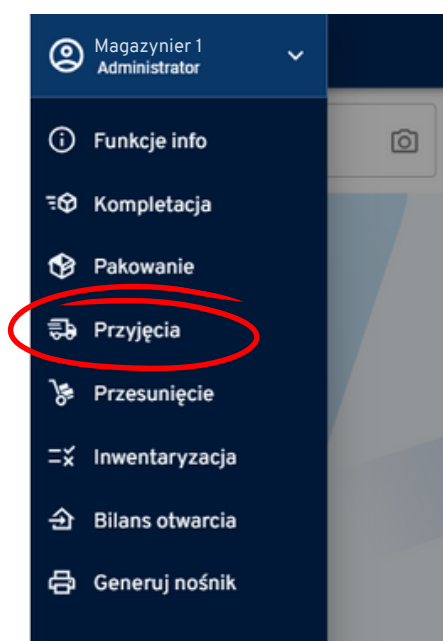 Magazynier 1
Administrator
Funkcje info
Kompletacja
Pakowanie
Przyjęcia
Przesunięcie
Inwentaryzacja
Bilans otwarcia
Generuj nośnik